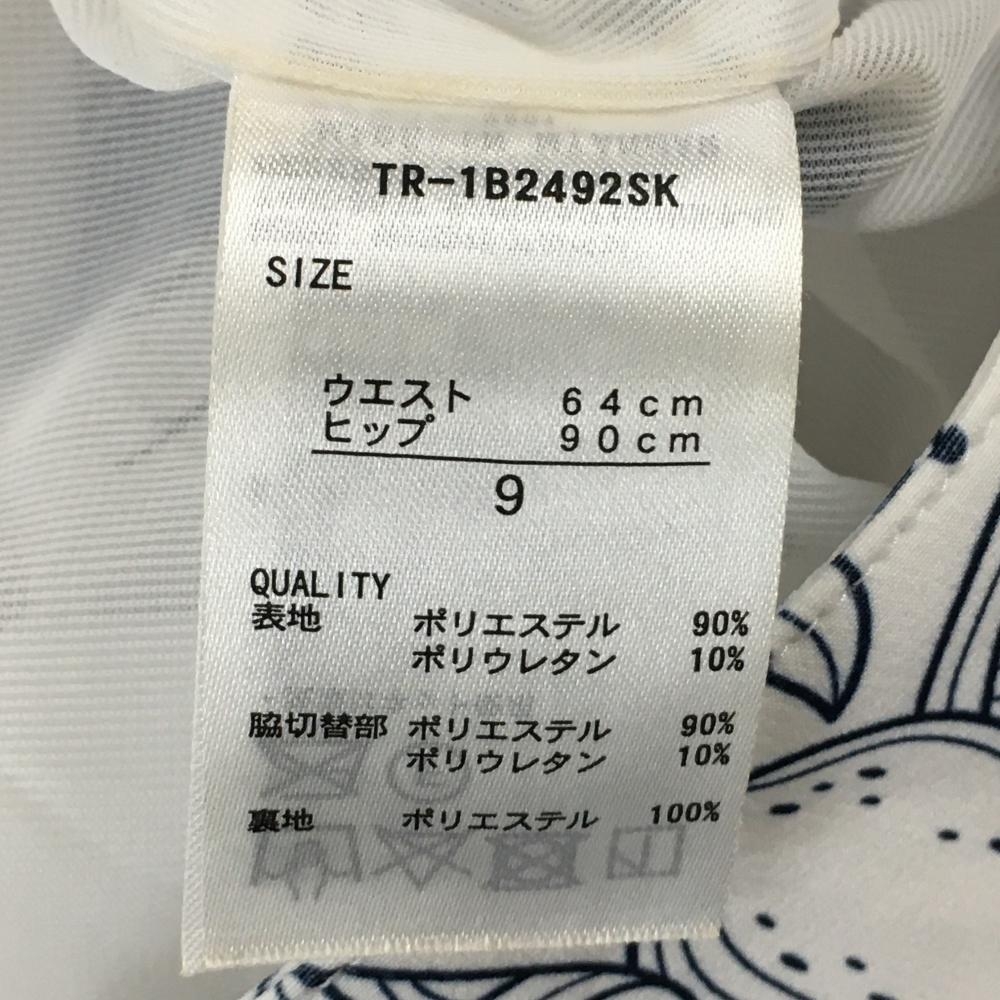 TR-1B2492SK
SIZE
ウエスト 64cm
ヒップ 90cm
9
QUALITY
表地 ポリエステル 90%
ポリウレタン 10%
脇切替部 ポリエステル 90%
ポリウレタン 10%
裏地 ポリエステル 100%